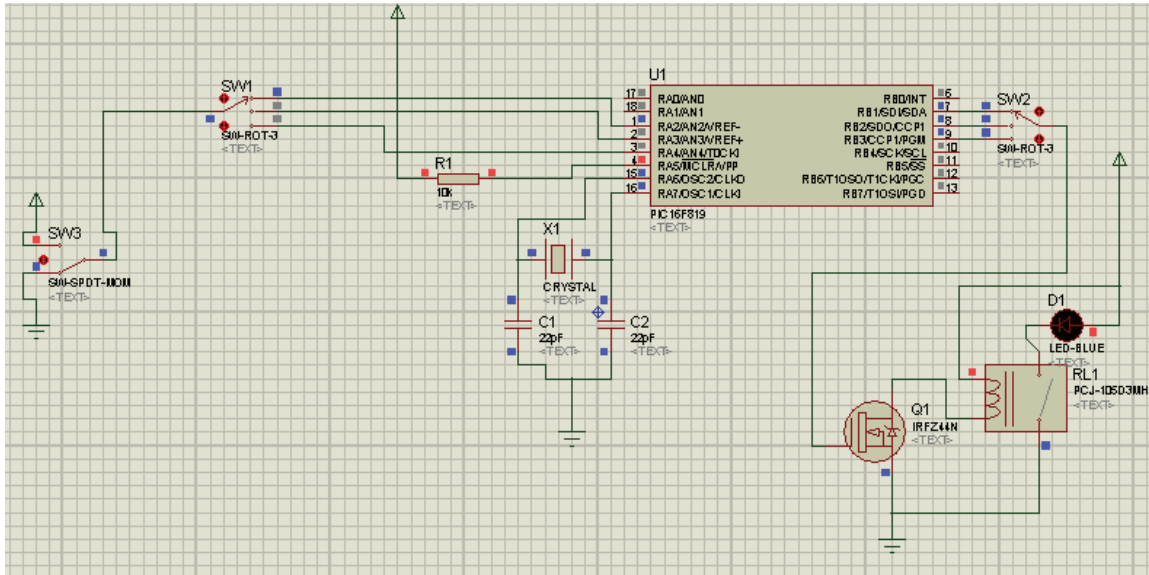 U1
SW1
17
RA0/AN0
RB0/INT
6
SW2
18
RA1/AN1
RB1/SDI/SDA
7
1
RA2/AN2/VREF-
RB2/SDO/CCP1
8
SW-ROT-3
<TEXT>
2
RA3/AN3/VREF+
RB3/CCP1/PGM
9
SW-ROT-3
<TEXT>
3
RA4/AN4/T0CKI
RB4/SCK/SCL
10
R1
4
RA5/MCLR/VPP
RB5/SS
11
15
RA6/OSC2/CLKO
RB6/T1OSO/T1CKI/PGC
12
10k
<TEXT>
16
RA7/OSC1/CLKI
RB7/T1OSI/PGD
13
PIC16F819
<TEXT>
SW3
X1
SW-SPDT-MOM
<TEXT>
CRYSTAL
<TEXT>
D1
C1
22pF
<TEXT>
C2
22pF
<TEXT>
LED-BLUE
<TEXT>
RL1
PCJ-105D3MH
<TEXT>
Q1
IRFZ44N
<TEXT>